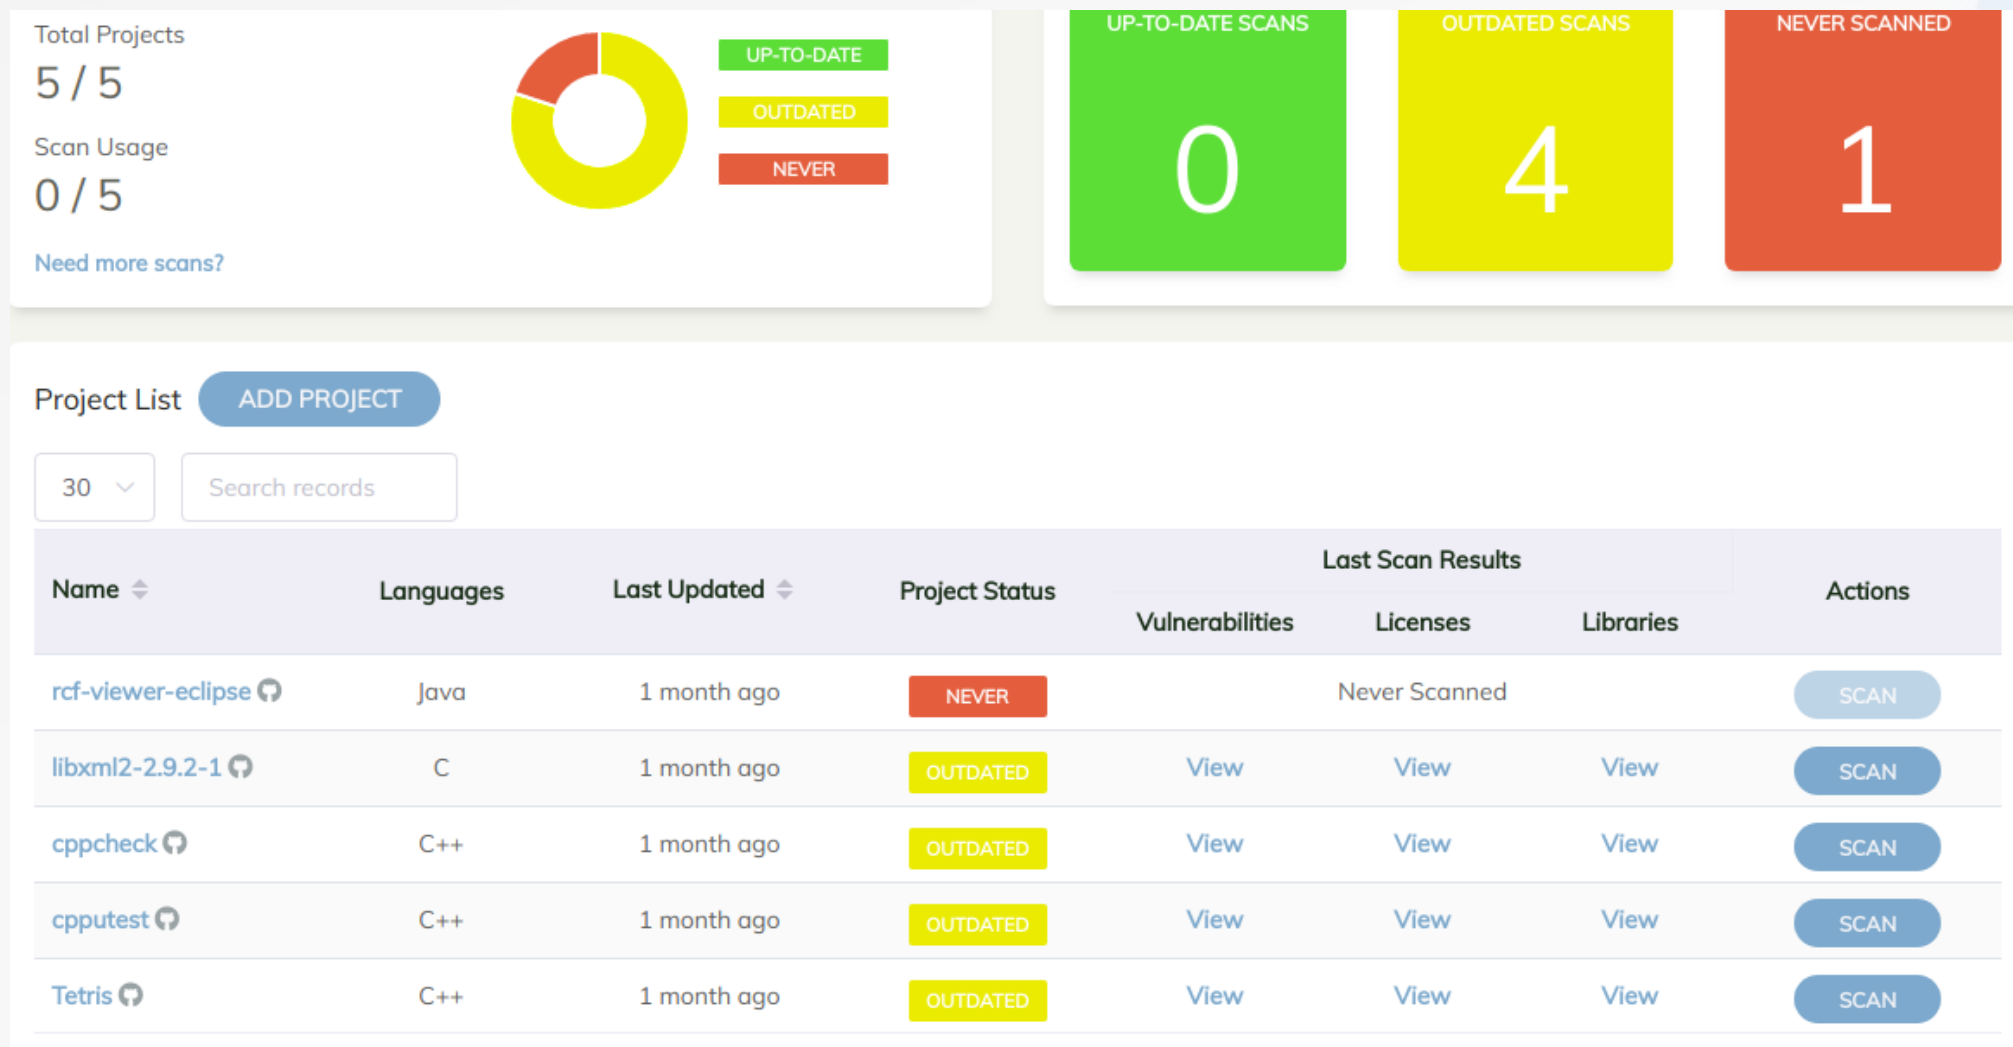 Total Projects
5 / 5
Scan Usage
0 / 5
Need more scans?
UP-TO-DATE
OUTDATED
NEVER
UP-TO-DATE SCANS
0
OUTDATED SCANS
4
NEVER SCANNED
1
Project List ADD PROJECT
30 Search records
Name Languages Last Updated Project Status Last Scan Results Actions
Vulnerabilities Licenses Libraries
rcf-viewer-eclipse Java 1 month ago NEVER Never Scanned SCAN
libxml2-2.9.2-1 C 1 month ago OUTDATED View View View SCAN
cppcheck C++ 1 month ago OUTDATED View View View SCAN
cpputest C++ 1 month ago OUTDATED View View View SCAN
Tetris C++ 1 month ago OUTDATED View View View SCAN